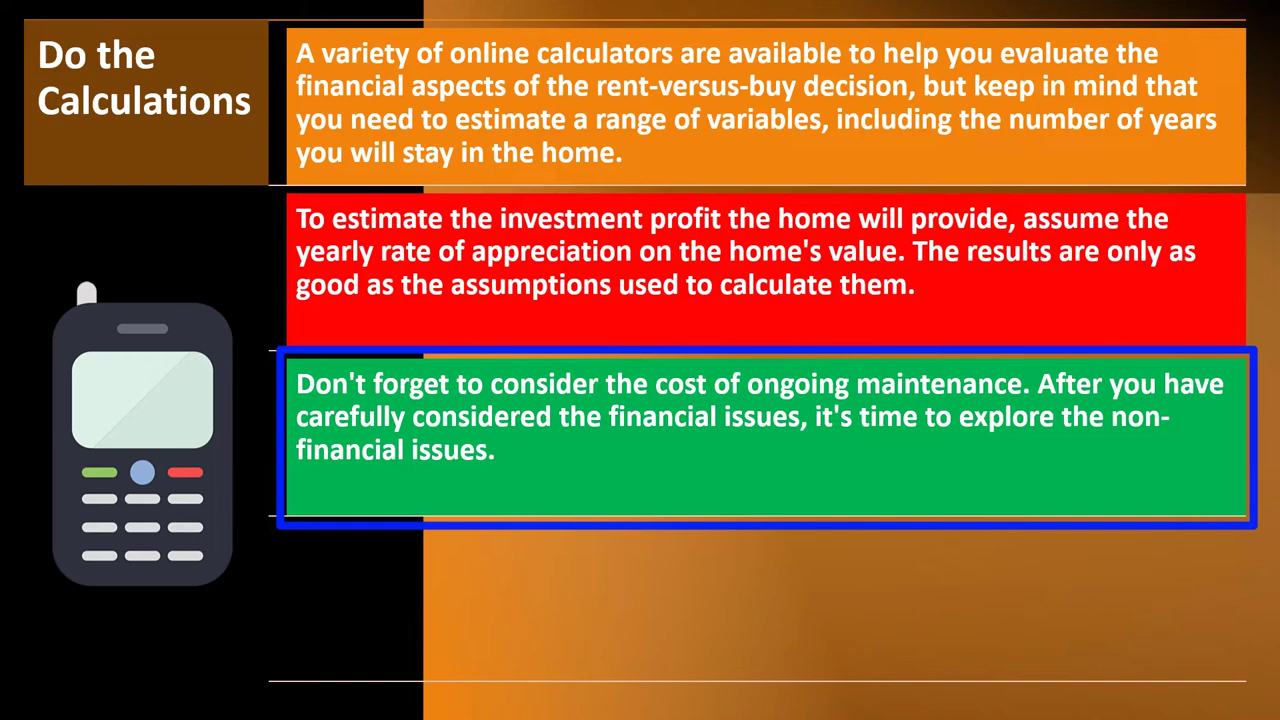 Do the
Calculations
A variety of online calculators are available to help you evaluate the
financial aspects of the rent-versus-buy decision, but keep in mind that
you need to estimate a range of variables, including the number of years
you will stay in the home.
To estimate the investment profit the home will provide, assume the
yearly rate of appreciation on the home's value. The results are only as
good as the assumptions used to calculate them.
Don't forget to consider the cost of ongoing maintenance. After you have
carefully considered the financial issues, it's time to explore the non-
financial issues.